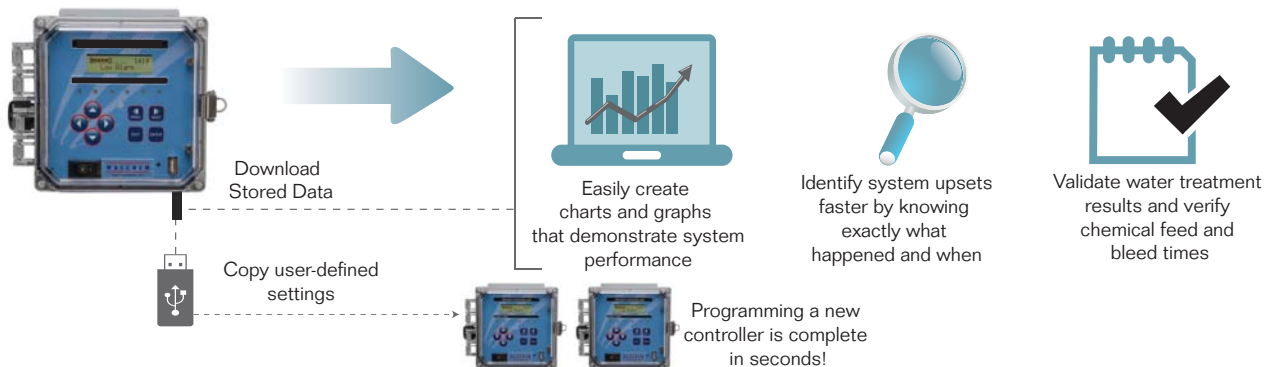 1419
Low Alarm
WALCHEM
Download
Stored Data
Easily create
charts and graphs
that demonstrate system
performance
Identify system upsets
faster by knowing
exactly what
happened and when
Validate water treatment
results and verify
chemical feed and
bleed times
Copy user-defined
settings
Programming a new
controller is complete
in seconds!